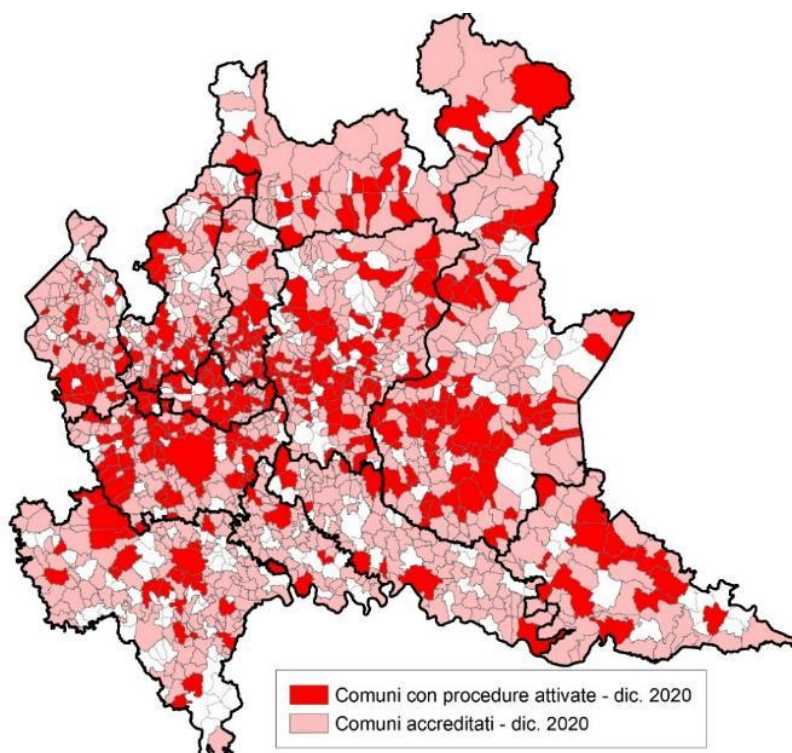 Comuni con procedure attivate - dic. 2020
Comuni accreditati - dic. 2020